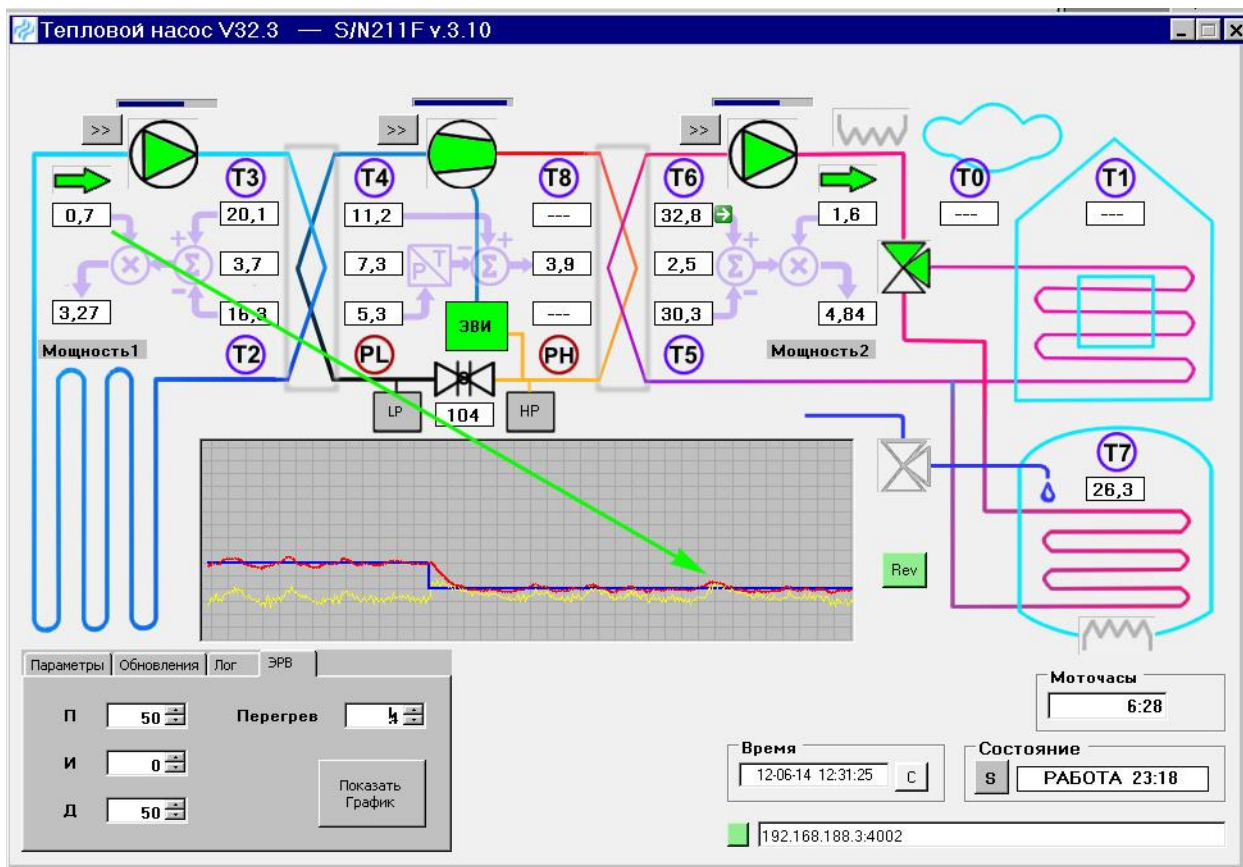 Тепловой насос V32.3 — S/N211F v.3.10
>> >> >>
T3 T4 T8 T6 T0 T1
0,7 20,1 11,2 --- 32,8 1,6 --- ---
+ + +
× Σ 3,7 7,3 P T Σ 3,9 2,5 Σ ×
3,27 16,3 5,3 ЭВИ --- 30,3 4,84
Мощность1 T2 PL PH T5 Мощность2
LP 104 HP
T7
26,3
Rev
Параметры Обновления Лог ЭРВ
П 50 Перегрев
И 0
Д 50
Показать
График
Моточасы
6:28
Время
12-06-14 12:31:25 C
Состояние
S РАБОТА 23:18
192.168.188.3:4002